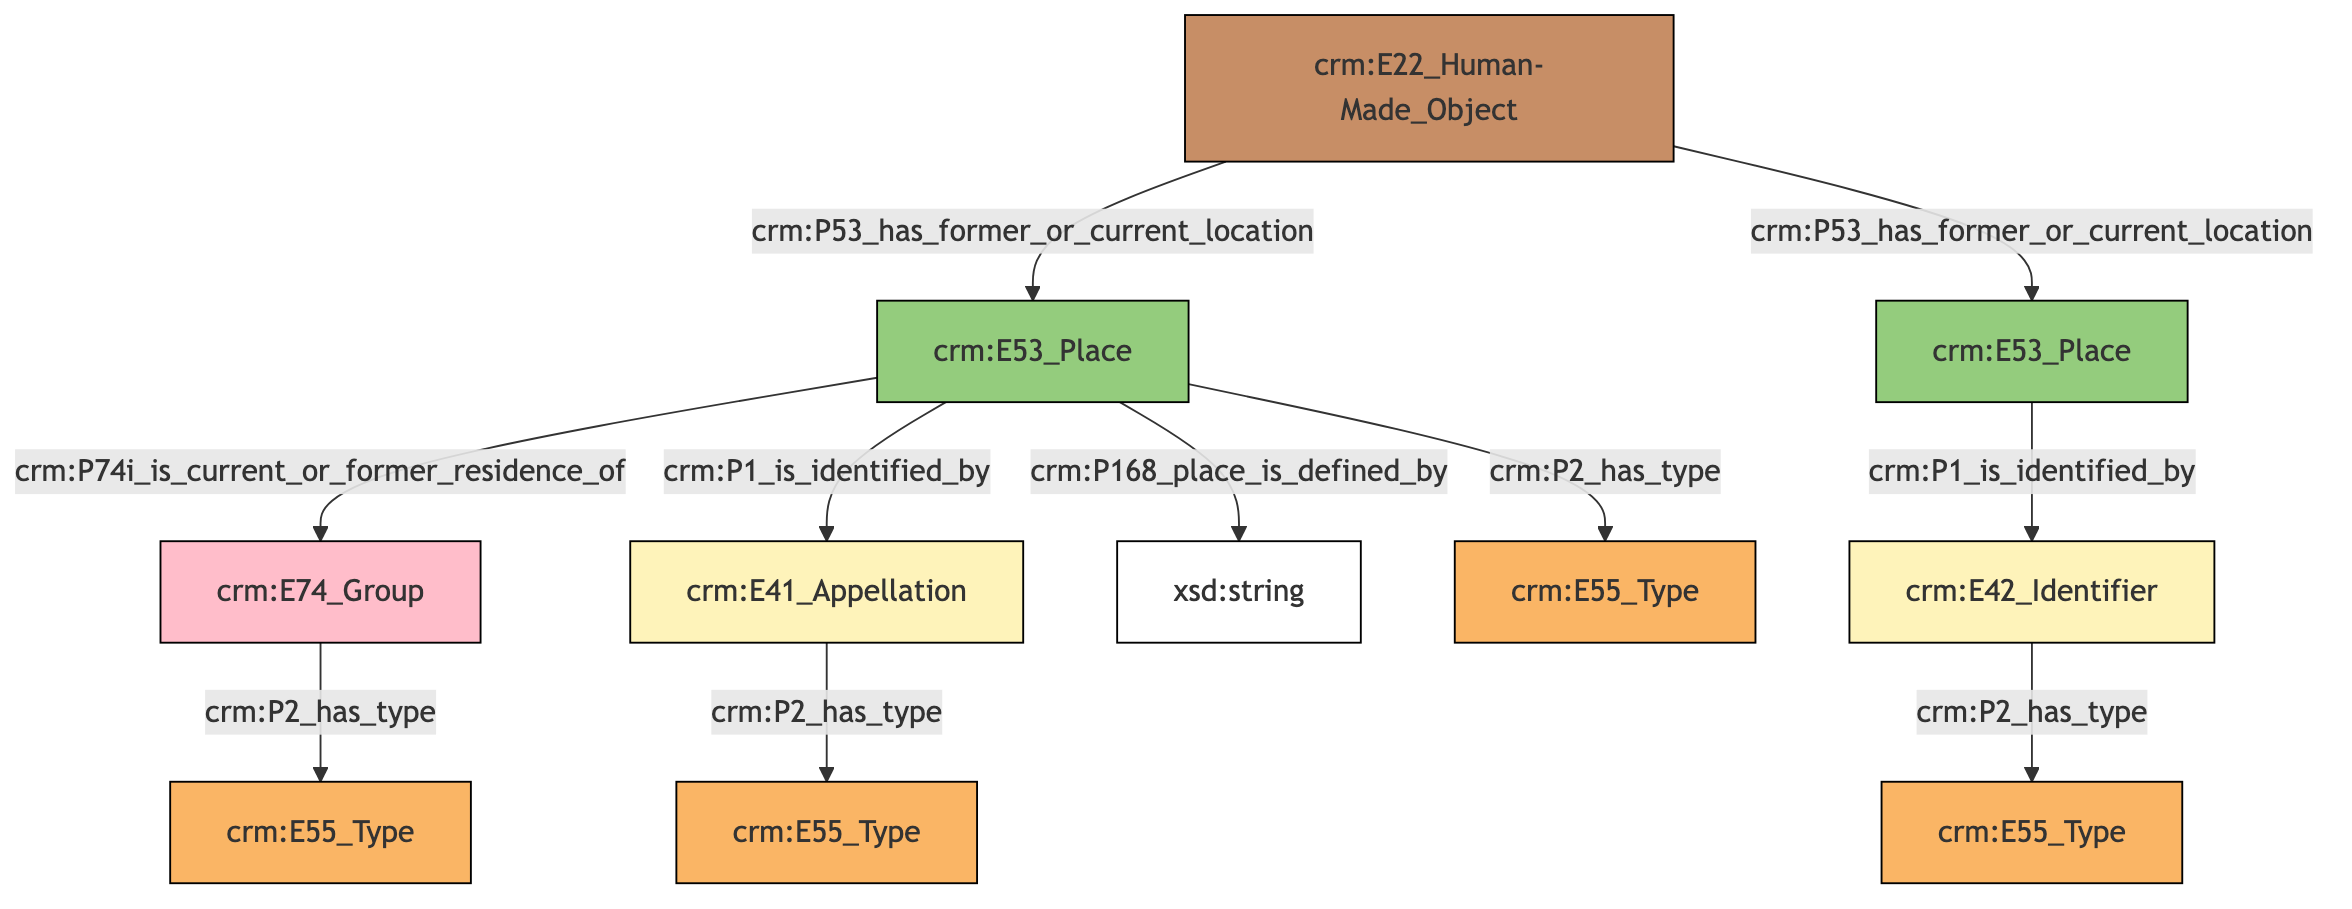 crm:E22_Human-
Made_Object
crm:P53_has_former_or_current_location
crm:P53_has_former_or_current_location
crm:E53_Place
crm:E53_Place
crm:P74i_is_current_or_former_residence_of
crm:P1_is_identified_by
crm:P168_place_is_defined_by
crm:P2_has_type
crm:P1_is_identified_by
crm:E74_Group
crm:E41_Appellation
xsd:string
crm:E55_Type
crm:E42_Identifier
crm:P2_has_type
crm:P2_has_type
crm:P2_has_type
crm:E55_Type
crm:E55_Type
crm:E55_Type